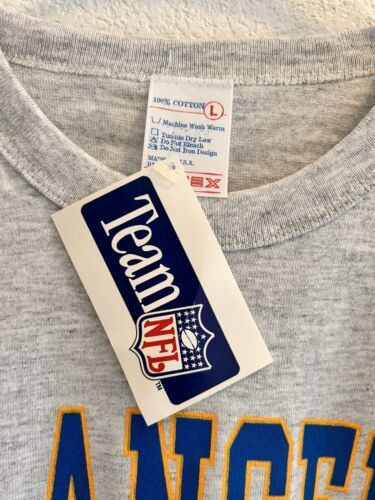 100% COTTON L
Machine Wash Warm
Tumble Dry Low
Do Not Bleach
Do Not Iron Design
MADE
U.S.A.
EX
Team
NFL
TM
ANGE